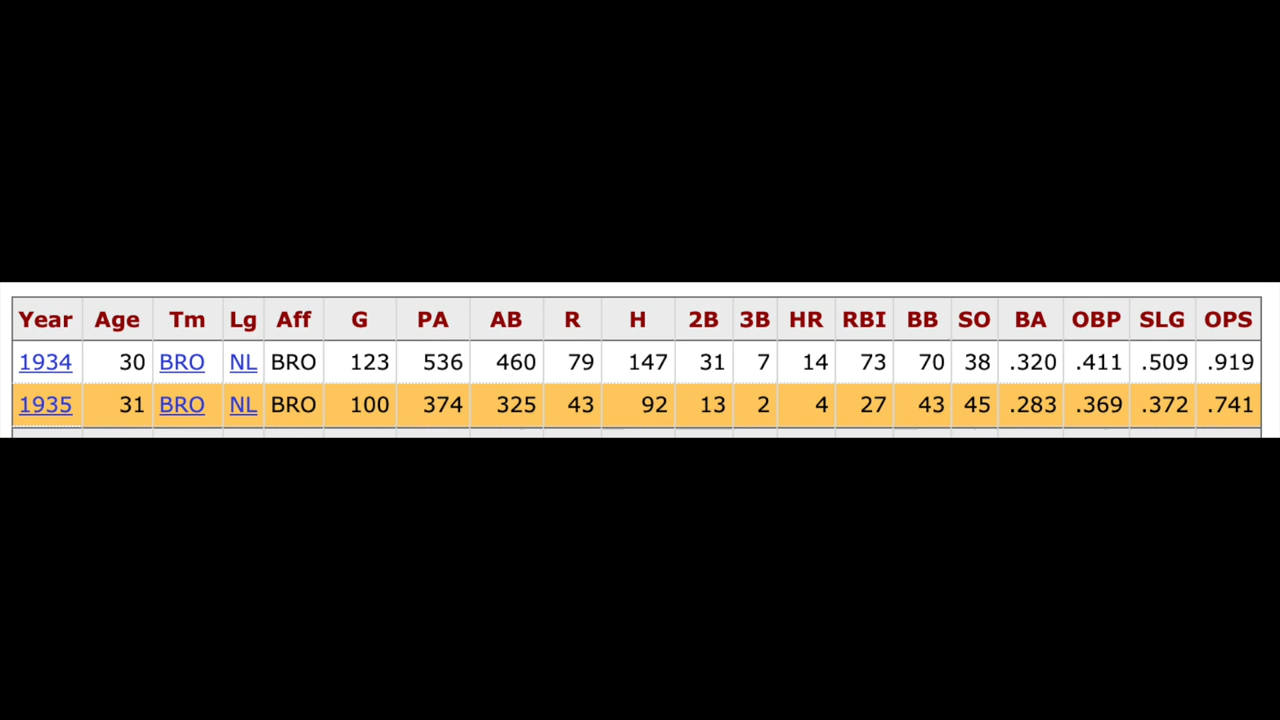 Year Age Tm Lg Aff G PA AB R H 2B 3B HR RBI BB SO BA OBP SLG OPS
1934 30 BRO NL BRO 123 536 460 79 147 31 7 14 73 70 38 .320 .411 .509 .919
1935 31 BRO NL BRO 100 374 325 43 92 13 2 4 27 43 45 .283 .369 .372 .741